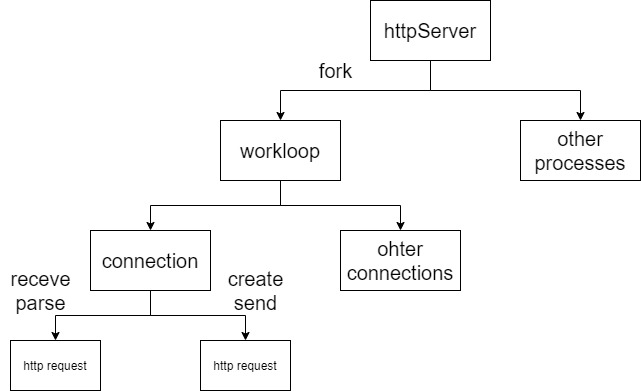 httpServer
fork
workloop
other
processes
connection
ohter
connections
receve
parse
create
send
http request
http request